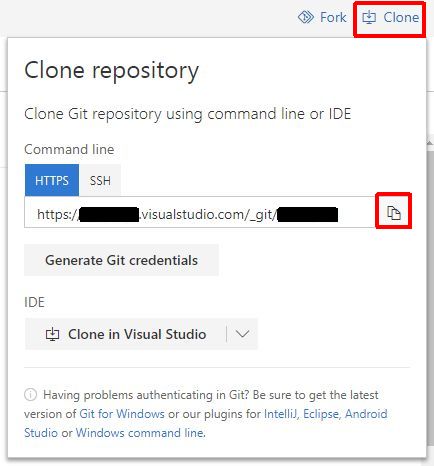 Fork Clone
Clone repository
Clone Git repository using command line or IDE
Command line
HTTPS SSH
https:/ .visualstudio.com/_git/
Generate Git credentials
IDE
Clone in Visual Studio
Having problems authenticating in Git? Be sure to get the latest
version of Git for Windows or our plugins for IntelliJ, Eclipse, Android
Studio or Windows command line.